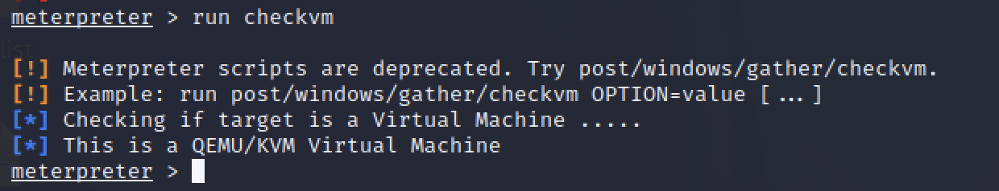 meterpreter > run checkvm
list
[!] Meterpreter scripts are deprecated. Try post/windows/gather/checkvm.
[!] Example: run post/windows/gather/checkvm OPTION=value [...]
[*] Checking if target is a Virtual Machine .....
[*] This is a QEMU/KVM Virtual Machine
meterpreter >